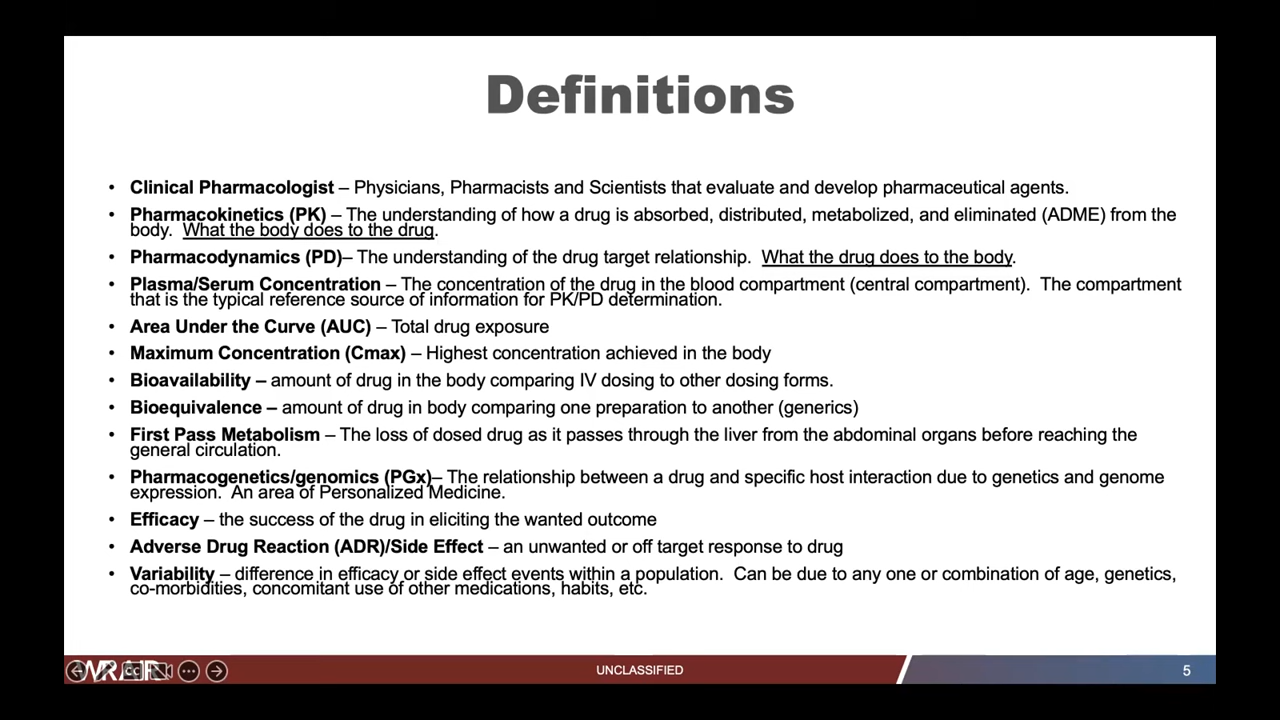 Definitions
• Clinical Pharmacologist – Physicians, Pharmacists and Scientists that evaluate and develop pharmaceutical agents.
• Pharmacokinetics (PK) – The understanding of how a drug is absorbed, distributed, metabolized, and eliminated (ADME) from the
body.  What the body does to the drug.
• Pharmacodynamics (PD)– The understanding of the drug target relationship.  What the drug does to the body.
• Plasma/Serum Concentration – The concentration of the drug in the blood compartment (central compartment).  The compartment
that is the typical reference source of information for PK/PD determination.
• Area Under the Curve (AUC) – Total drug exposure
• Maximum Concentration (Cmax) – Highest concentration achieved in the body
• Bioavailability – amount of drug in the body comparing IV dosing to other dosing forms.
• Bioequivalence – amount of drug in body comparing one preparation to another (generics)
• First Pass Metabolism – The loss of dosed drug as it passes through the liver from the abdominal organs before reaching the
general circulation.
• Pharmacogenetics/genomics (PGx)– The relationship between a drug and specific host interaction due to genetics and genome
expression.  An area of Personalized Medicine.
• Efficacy – the success of the drug in eliciting the wanted outcome
• Adverse Drug Reaction (ADR)/Side Effect – an unwanted or off target response to drug
• Variability – difference in efficacy or side effect events within a population.  Can be due to any one or combination of age, genetics,
co-morbidities, concomitant use of other medications, habits, etc.
UNCLASSIFIED
5